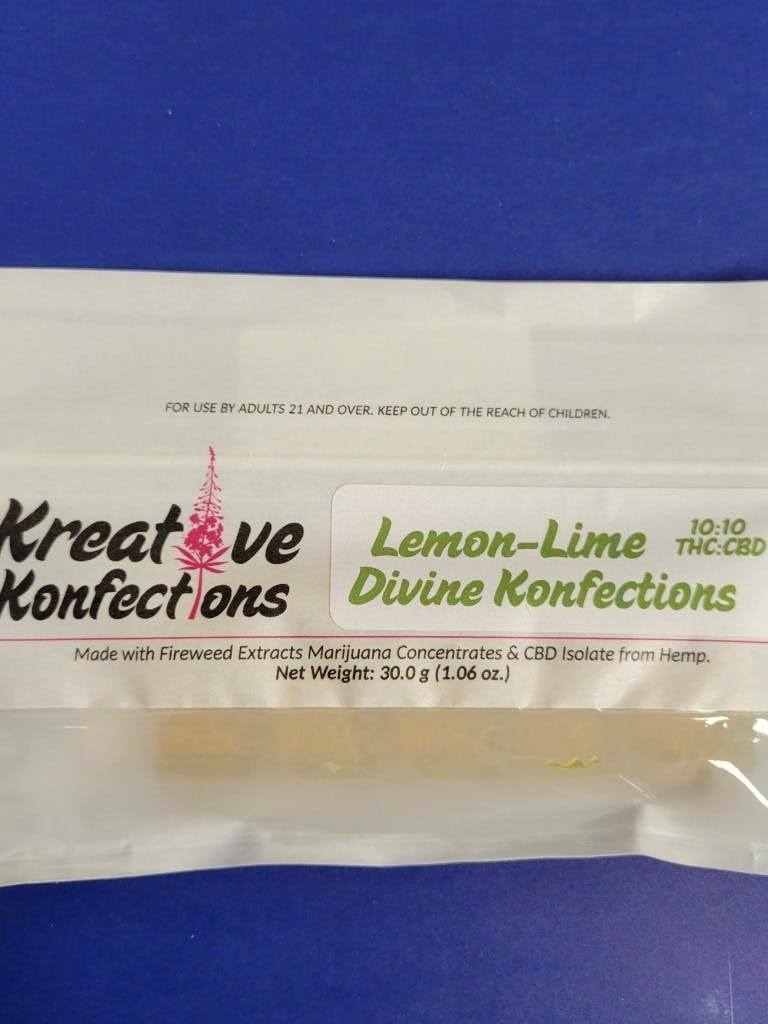 FOR USE BY ADULTS 21 AND OVER. KEEP OUT OF THE REACH OF CHILDREN.
Kreative
Konfections
Lemon-Lime
Divine Konfections
10:10
THC:CBD
Made with Fireweed Extracts Marijuana Concentrates & CBD Isolate from Hemp.
Net Weight: 30.0 g (1.06 oz.)